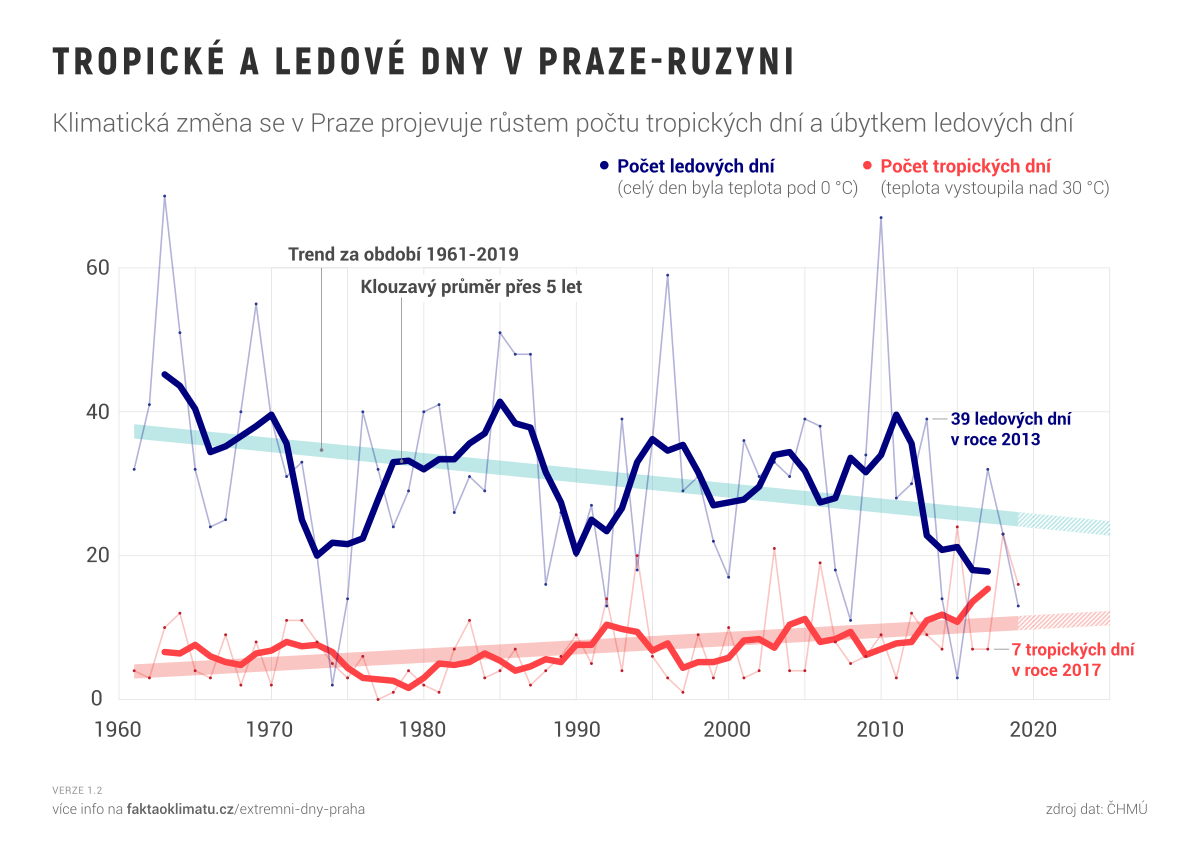 TROPICKÉ A LEDOVÉ DNY V PRAZE-RUZYNI
Klimatická změna se v Praze projevuje růstem počtu tropických dní a úbytkem ledových dní
Počet ledových dní
(celý den byla teplota pod 0 °C)
Počet tropických dní
(teplota vystoupila nad 30 °C)
Trend za období 1961-2019
Klouzavý průměr přes 5 let
60
40
20
0
39 ledových dní
v roce 2013
7 tropických dní
v roce 2017
1960
1970
1980
1990
2000
2010
2020
VERZE 1.2
více info na faktaoklimatu.cz/extremni-dny-praha
zdroj dat: ČHMÚ